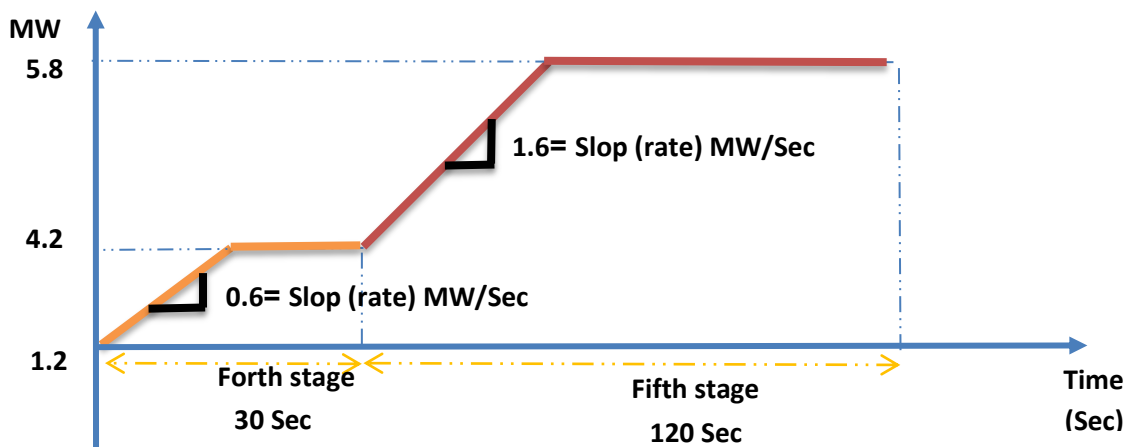 MW
5.8
1.6= Slop (rate) MW/Sec
4.2
0.6= Slop (rate) MW/Sec
1.2
Forth stage
30 Sec
Fifth stage
120 Sec
Time
(Sec)